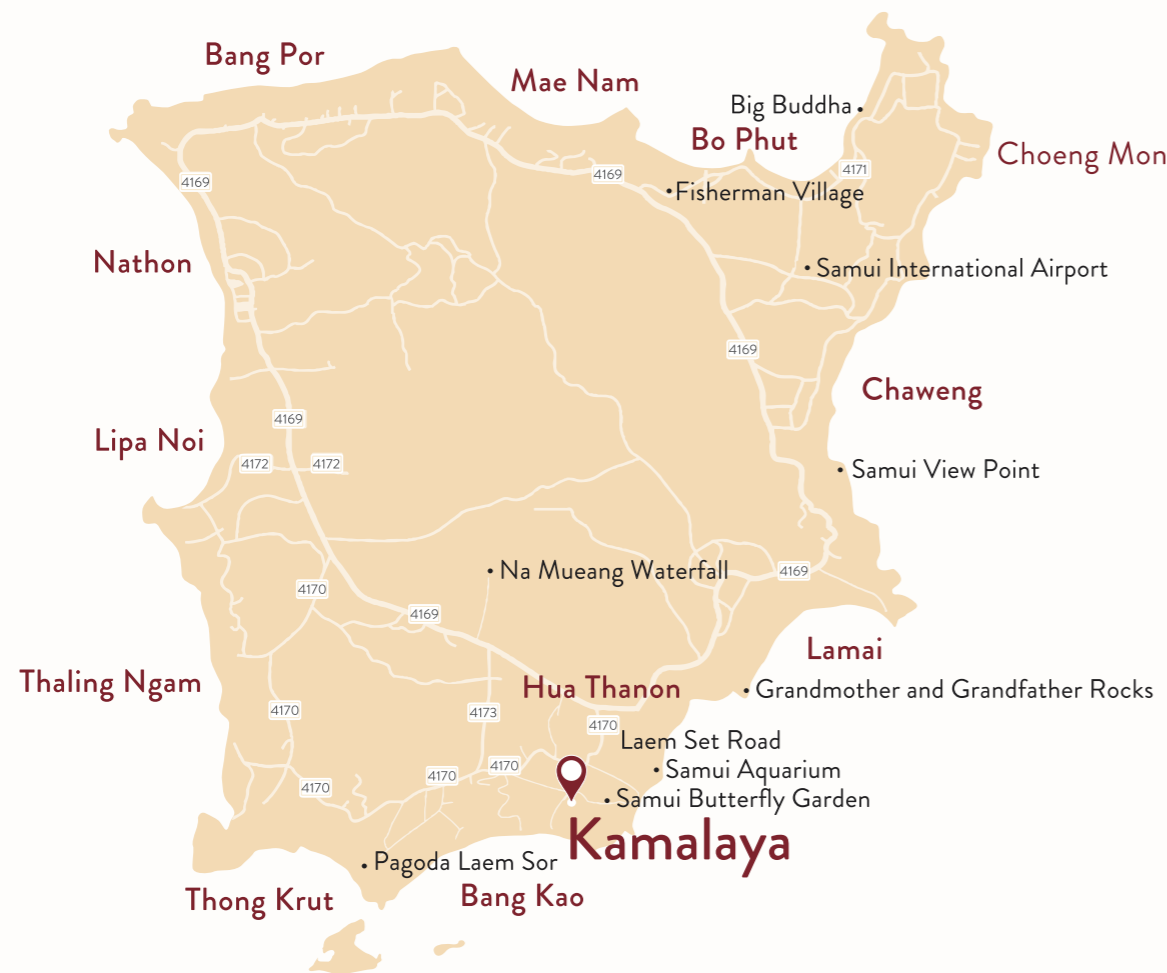 Bang Por
Mae Nam
Big Buddha
Bo Phut
Choeng Mon
4171
4169
4169
Fisherman Village
Nathon
Samui International Airport
4169
Chaweng
4169
Lipa Noi
4172
4172
Samui View Point
Na Mueang Waterfall
4169
4170
4169
Lamai
Thaling Ngam
Hua Thanon
Grandmother and Grandfather Rocks
4170
4173
4170
Laem Set Road
4170
4170
Samui Aquarium
4170
Samui Butterfly Garden
Kamalaya
Pagoda Laem Sor
Thong Krut
Bang Kao